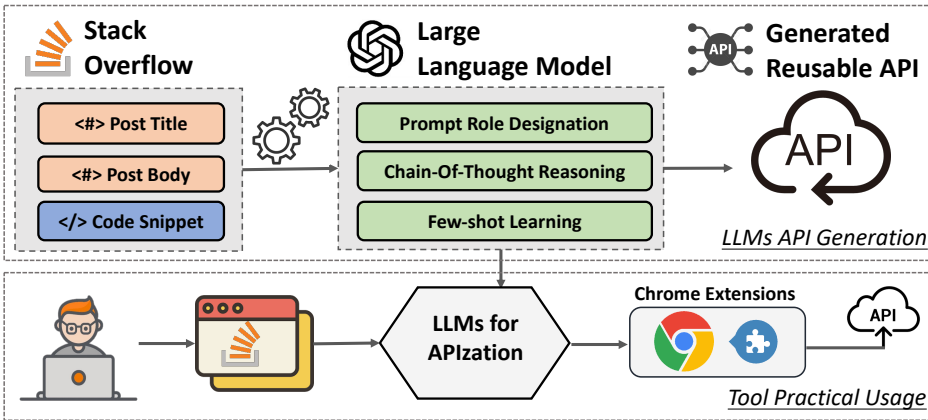 Stack
Overflow
Large
Language Model
API
Generated
Reusable API
<#> Post Title
<#> Post Body
</> Code Snippet
Prompt Role Designation
Chain-Of-Thought Reasoning
Few-shot Learning
API
LLMs API Generation
LLMs for
APIzation
Chrome Extensions
API
Tool Practical Usage